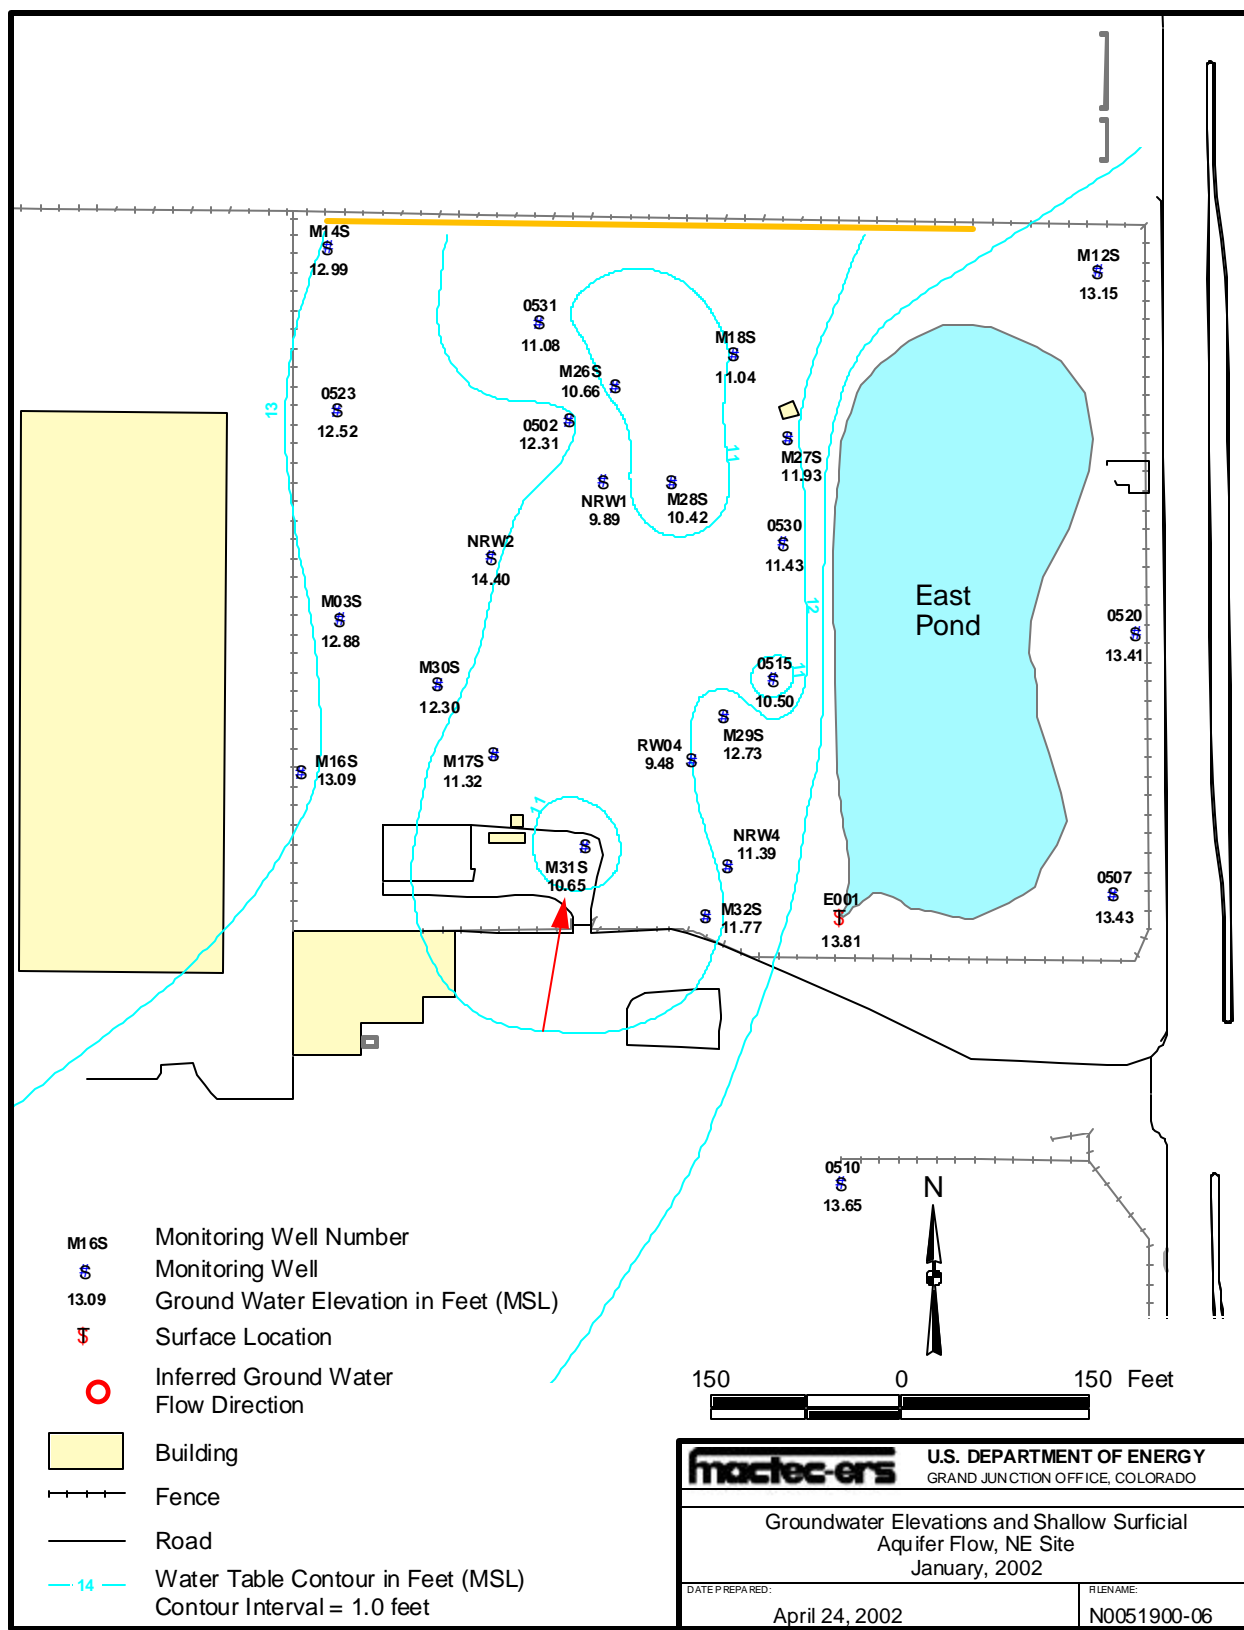 M14S
12.99
M12S
13.15
0531
11.08
M18S
11.04
M26S
10.66
0523
12.52
13
0502
12.31
11
M27S
11.93
NRW1
9.89
M28S
10.42
0530
11.43
NRW2
14.40
East
Pond
M03S
12.88
12
0520
13.41
M30S
12.30
0515
11
10.50
M29S
12.73
RW04
9.48
M17S
11.32
M16S
13.09
11
M31S
10.65
NRW4
11.39
M32S
11.77
E001
13.81
0507
13.43
0510
13.65
N
M16S Monitoring Well Number
Monitoring Well
13.09 Ground Water Elevation in Feet (MSL)
Surface Location
Inferred Ground Water
Flow Direction
Building
Fence
Road
14 Water Table Contour in Feet (MSL)
Contour Interval = 1.0 feet
150 0 150 Feet
mactec-ers
U.S. DEPARTMENT OF ENERGY
GRAND JUNCTION OFFICE, COLORADO
Groundwater Elevations and Shallow Surficial
Aquifer Flow, NE Site
January, 2002
DATE PREPARED:
April 24, 2002
FILENAME:
N0051900-06